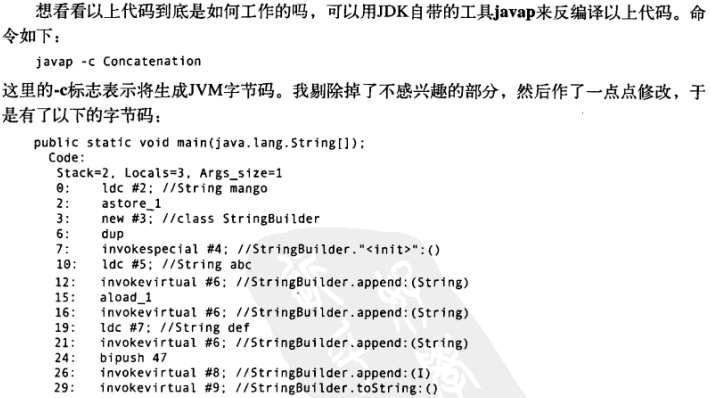 想看看以上代码到底是如何工作的吗，可以用JDK自带的工具javap来反编译以上代码。命
令如下：
javap -c Concatenation
这里的-c标志表示将生成JVM字节码。我剔除掉了不感兴趣的部分，然后作了一点点修改，于
是有了以下的字节码：
public static void main(java.lang.String[]);
Code:
Stack=2, Locals=3, Args_size=1
0: ldc #2; //String mango
2: astore_1
3: new #3; //class StringBuilder
6: dup
7: invokespecial #4; //StringBuilder."<init>":()
10: ldc #5; //String abc
12: invokevirtual #6; //StringBuilder.append:(String)
15: aload_1
16: invokevirtual #6; //StringBuilder.append:(String)
19: ldc #7; //String def
21: invokevirtual #6; //StringBuilder.append:(String)
24: bipush 47
26: invokevirtual #8; //StringBuilder.append:(I)
29: invokevirtual #9; //StringBuilder.toString:()